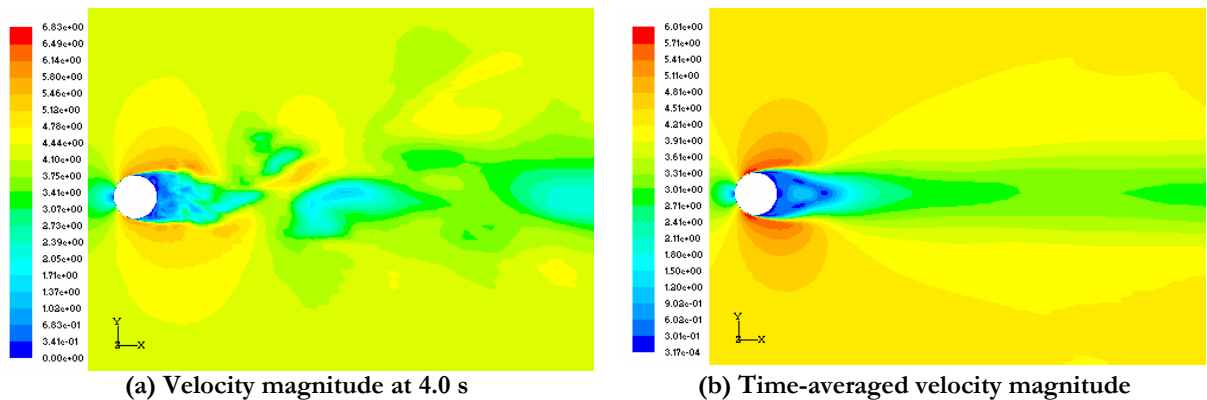 6.83e+00
6.49e+00
6.14e+00
5.80e+00
5.46e+00
5.12e+00
4.78e+00
4.44e+00
4.10e+00
3.75e+00
3.41e+00
3.07e+00
2.73e+00
2.39e+00
2.05e+00
1.71e+00
1.37e+00
1.02e+00
6.83e-01
3.41e-01
0.00e+00
Y
Z X
(a) Velocity magnitude at 4.0 s
6.01e+00
5.71e+00
5.41e+00
5.11e+00
4.81e+00
4.51e+00
4.21e+00
3.91e+00
3.61e+00
3.31e+00
3.01e+00
2.71e+00
2.41e+00
2.11e+00
1.80e+00
1.50e+00
1.20e+00
9.02e-01
6.02e-01
3.01e-01
3.17e-04
Y
Z X
(b) Time-averaged velocity magnitude